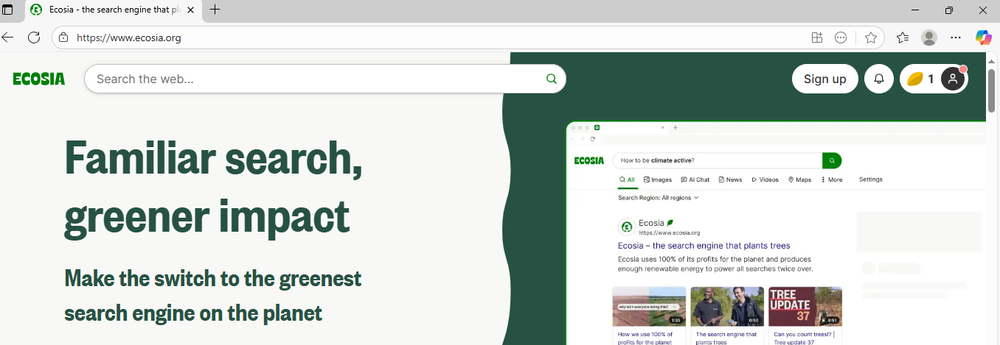 Ecosia - the search engine that pl
https://www.ecosia.org
ECOSIA
Search the web...
Sign up
1
Familiar search,
greener impact
Make the switch to the greenest
search engine on the planet
ECOSIA
How to be climate active?
All
Images
AI Chat
News
Videos
Maps
More
Settings
Search Region: All regions
Ecosia
https://www.ecosia.org
Ecosia – the search engine that plants trees
Ecosia uses 100% of its profits for the planet and produces
enough renewable energy to power all searches twice over.
why isn't everyone doing this?
1:35
0:50
TREE
UPDATE
37
8:51
How we use 100% of
profits for the planet
The search engine that
plants trees
Can you count trees!? |
Tree update 37